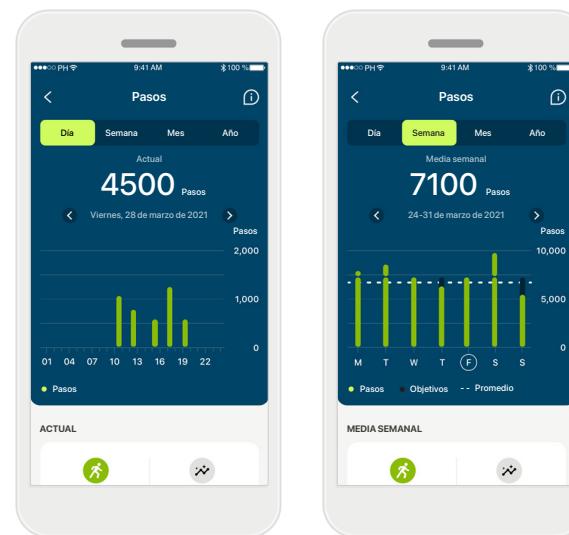 ●●●○○ PH 9:41 AM 100 %
Pasos
Día Semana Mes Año
Actual
4500 Pasos
Viernes, 28 de marzo de 2021
Pasos
2,000
1,000
0
01 04 07 10 13 16 19 22
Pasos
ACTUAL
●●●○○ PH 9:41 AM 100 %
Pasos
Día Semana Mes Año
Media semanal
7100 Pasos
24-31 de marzo de 2021
Pasos
10,000
5,000
0
M T W T F S S
Pasos Objetivos -- Promedio
MEDIA SEMANAL